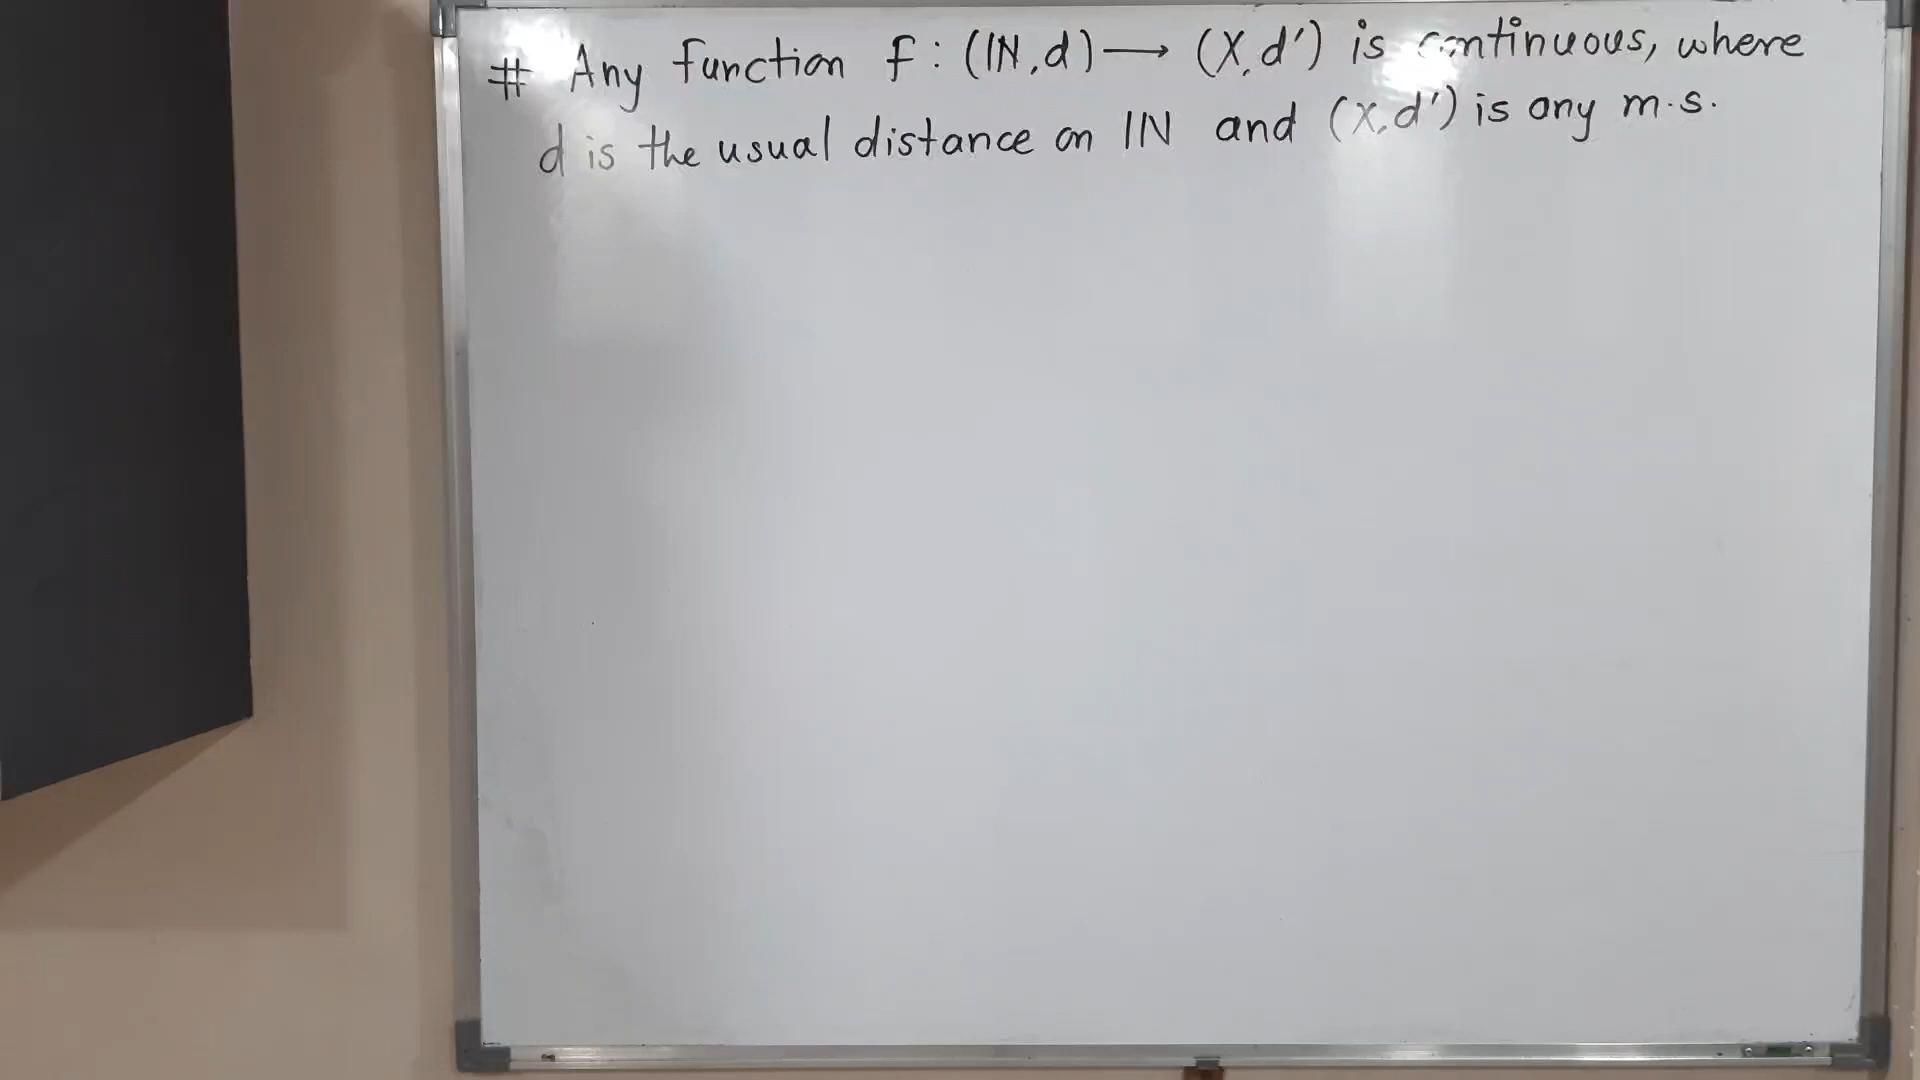 # Any function f : (IN, d) ⟶ (X, d') is continuous, where
d is the usual distance on IN and (X, d') is any m.s.